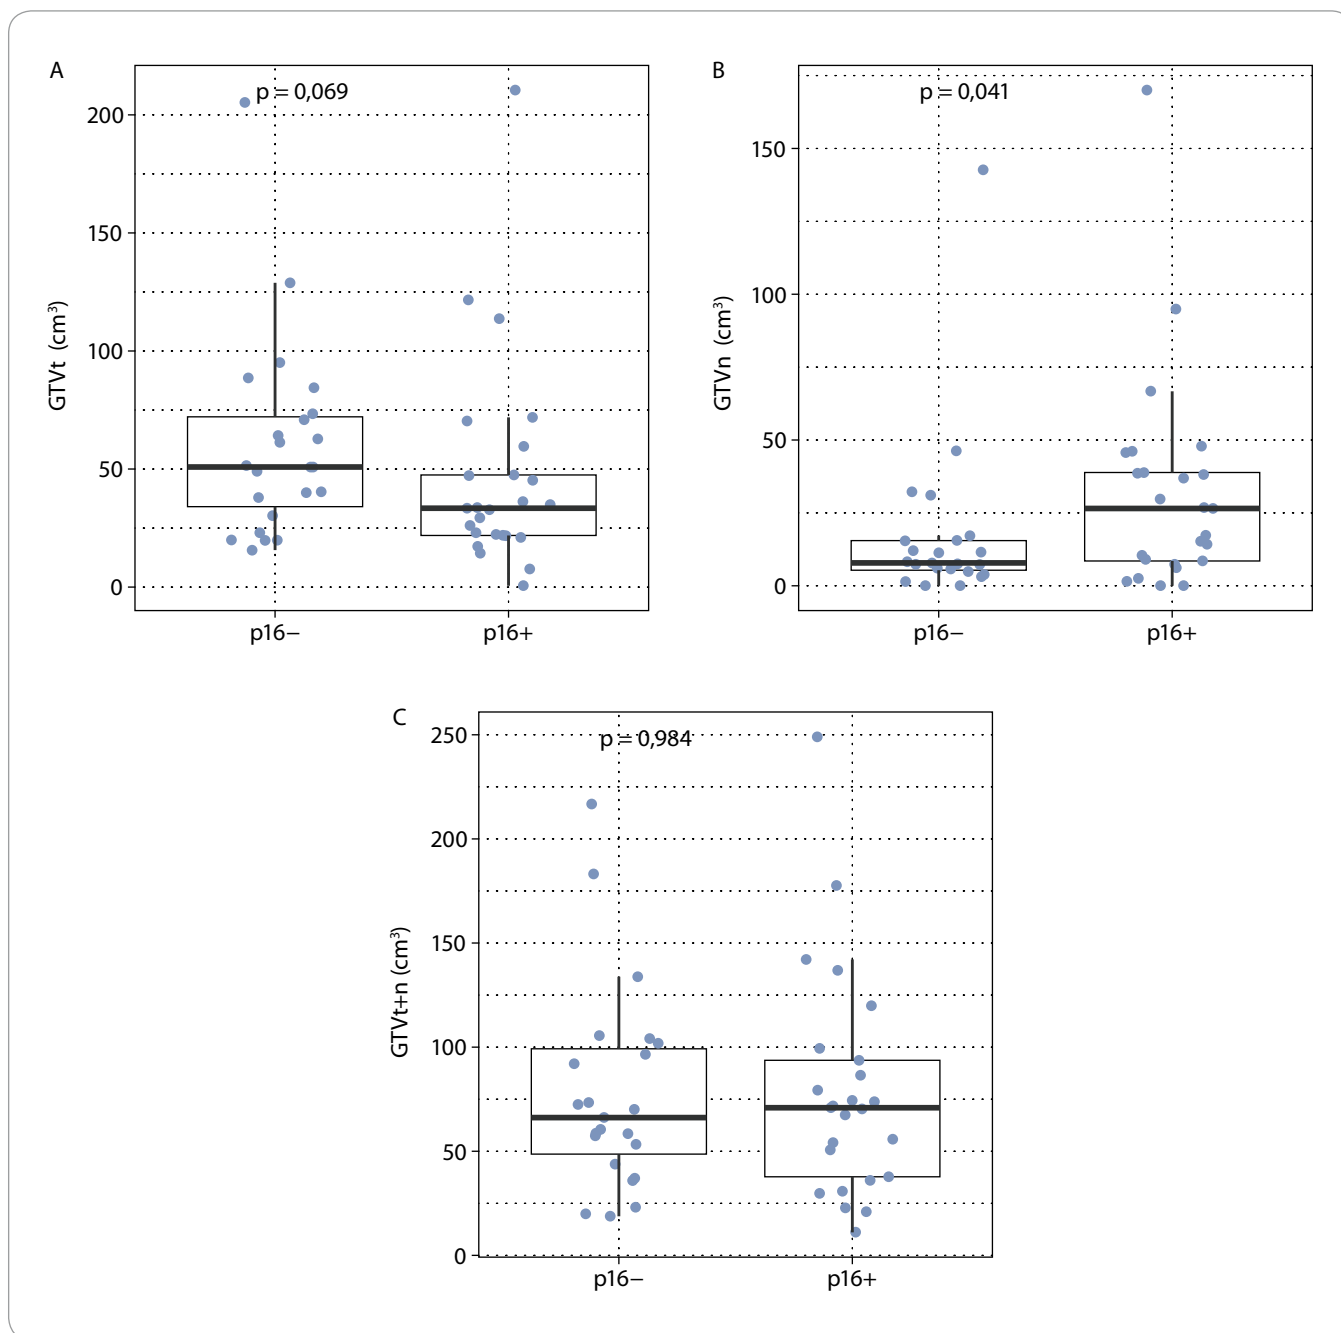 A
p = 0,069
200
150
100
50
0
GTVt (cm³)
p16−
p16+
B
p = 0,041
150
100
50
0
GTVn (cm³)
p16−
p16+
C
p = 0,984
250
200
150
100
50
0
GTVt+n (cm³)
p16−
p16+